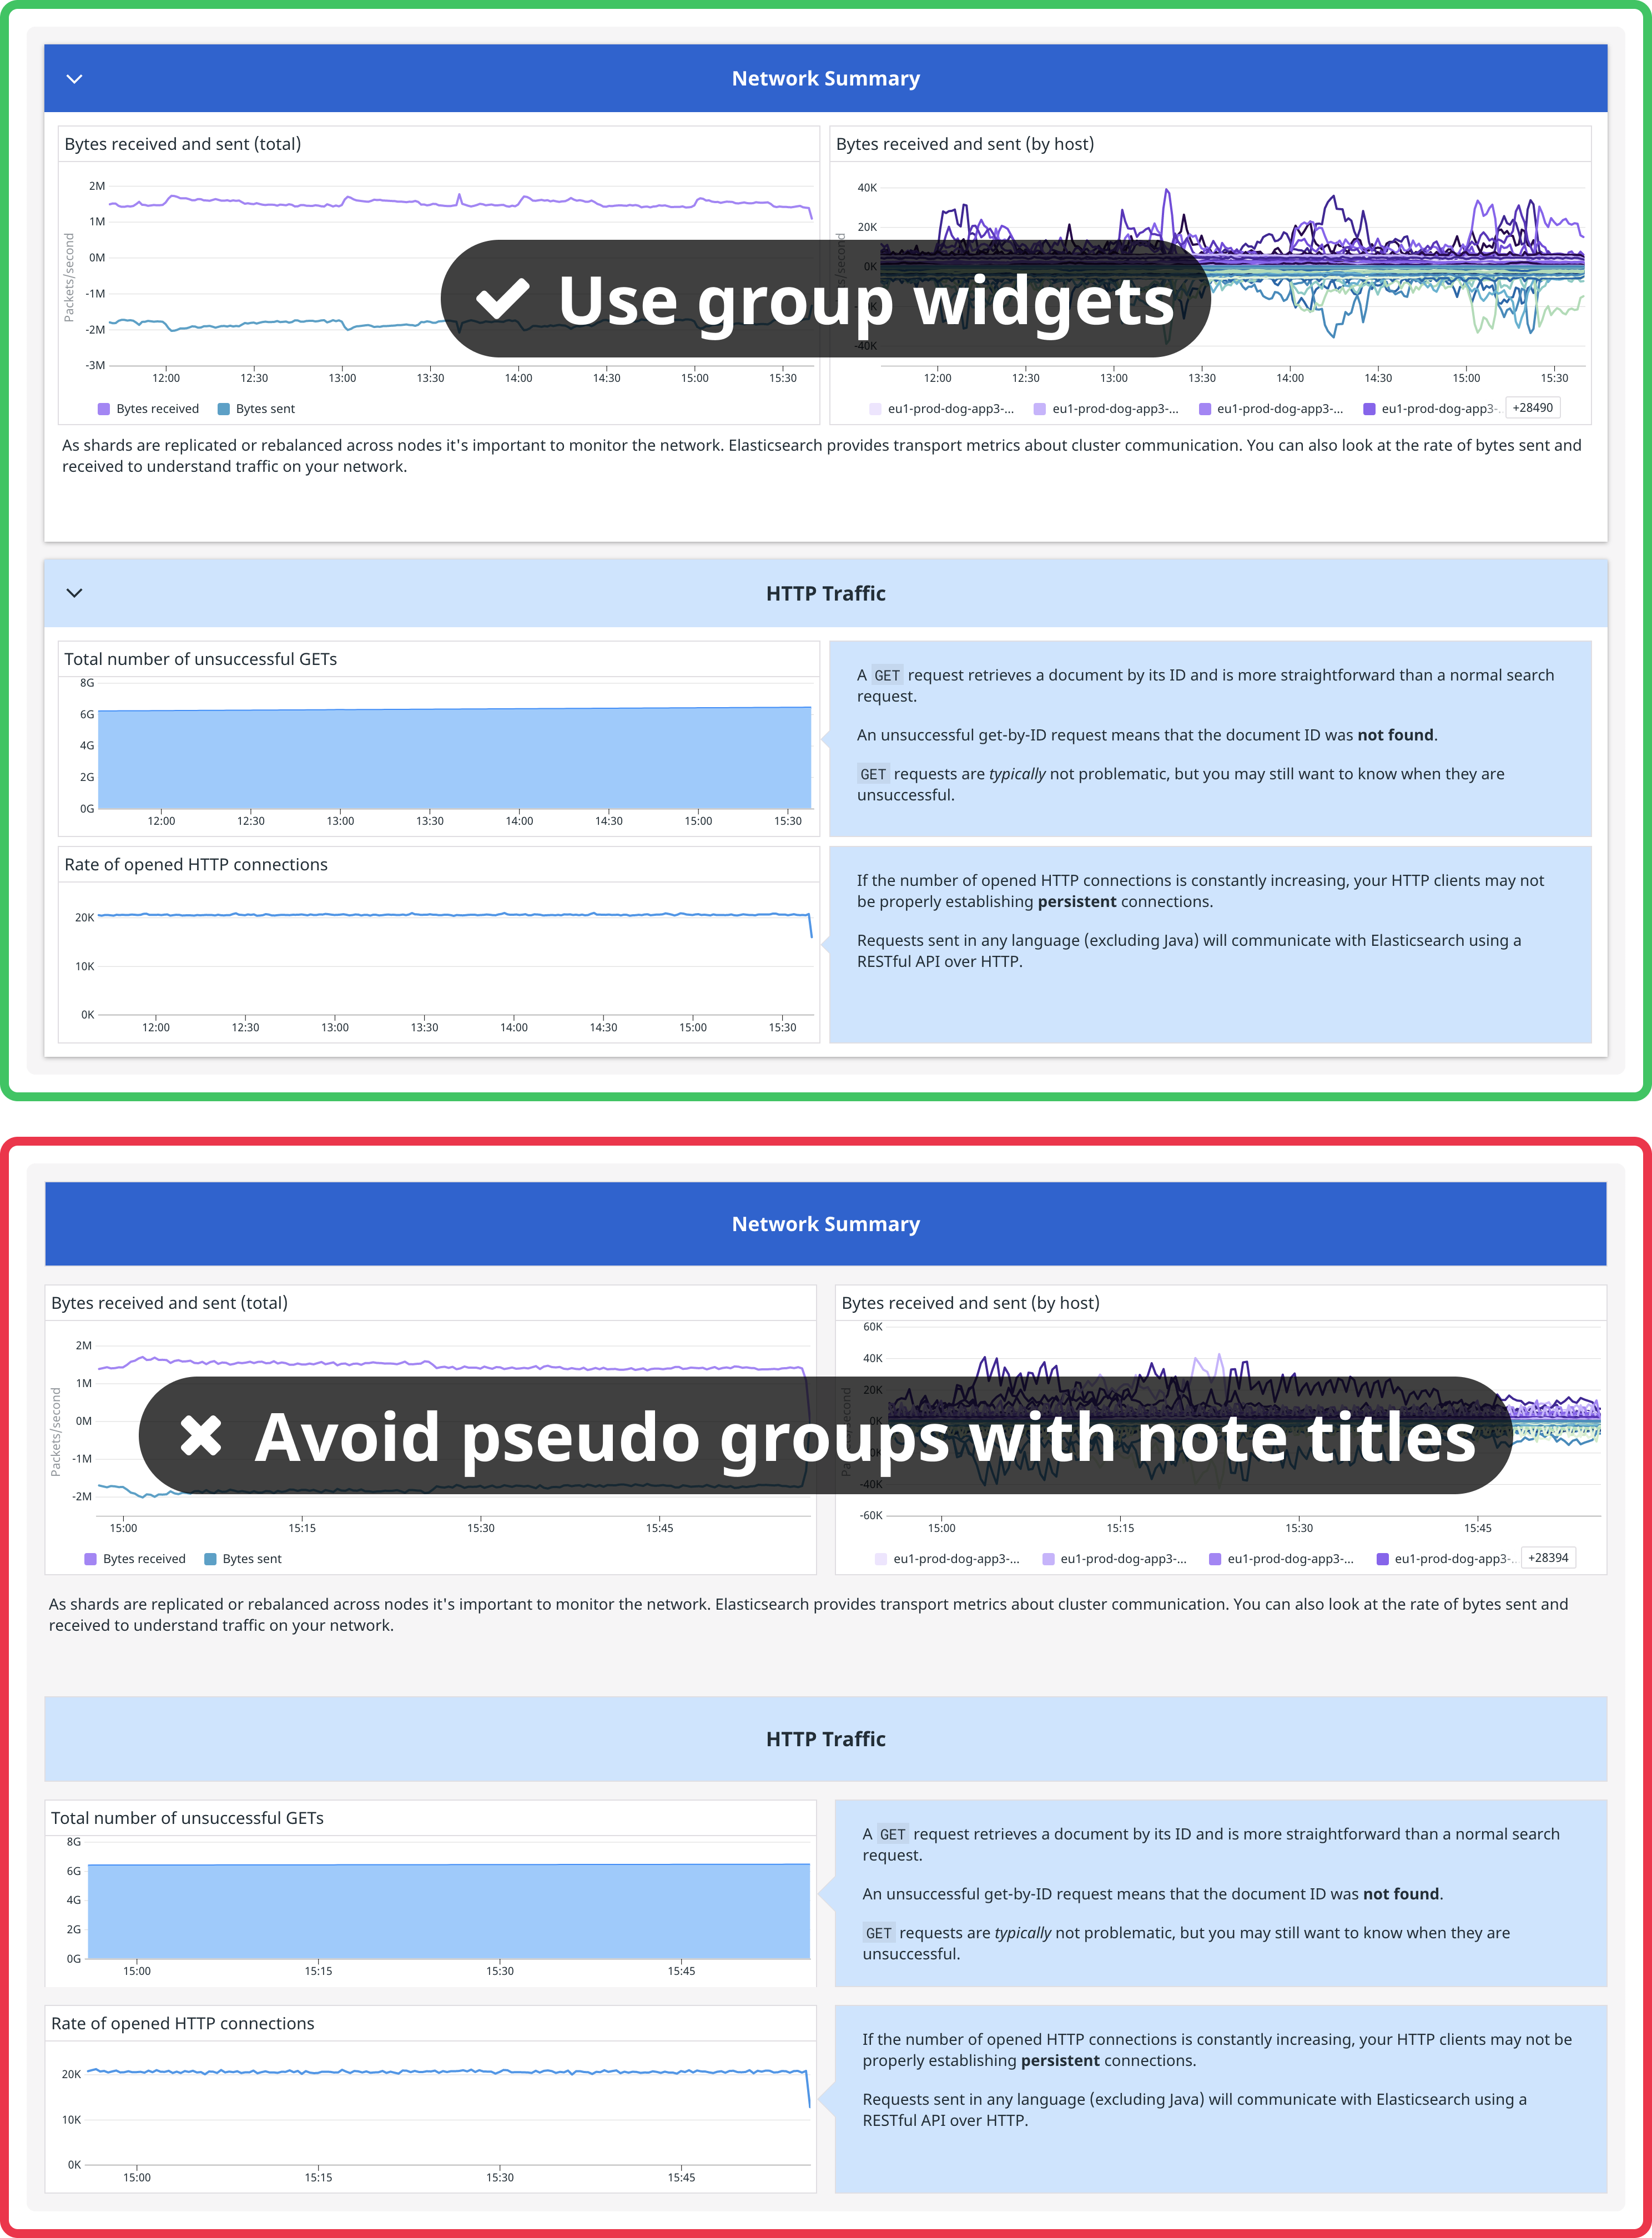 Network Summary
Bytes received and sent (total)
Packets/second
2M
1M
0M
-1M
-2M
-3M
12:00 12:30 13:00 13:30 14:00 14:30 15:00 15:30
Bytes received Bytes sent
Bytes received and sent (by host)
40K
20K
0K
-40K
12:00 12:30 13:00 13:30 14:00 14:30 15:00 15:30
eu1-prod-dog-app3-... eu1-prod-dog-app3-... eu1-prod-dog-app3-... eu1-prod-dog-app3-.. +28490
Use group widgets
As shards are replicated or rebalanced across nodes it's important to monitor the network. Elasticsearch provides transport metrics about cluster communication. You can also look at the rate of bytes sent and
received to understand traffic on your network.
HTTP Traffic
Total number of unsuccessful GETs
8G
6G
4G
2G
0G
12:00 12:30 13:00 13:30 14:00 14:30 15:00 15:30
A GET request retrieves a document by its ID and is more straightforward than a normal search
request.
An unsuccessful get-by-ID request means that the document ID was not found.
GET requests are typically not problematic, but you may still want to know when they are
unsuccessful.
Rate of opened HTTP connections
20K
10K
0K
12:00 12:30 13:00 13:30 14:00 14:30 15:00 15:30
If the number of opened HTTP connections is constantly increasing, your HTTP clients may not
be properly establishing persistent connections.
Requests sent in any language (excluding Java) will communicate with Elasticsearch using a
RESTful API over HTTP.
Network Summary
Bytes received and sent (total)
Packets/second
2M
1M
0M
-1M
-2M
15:00 15:15 15:30 15:45
Bytes received Bytes sent
Bytes received and sent (by host)
60K
40K
20K
0K
-40K
-60K
15:00 15:15 15:30 15:45
eu1-prod-dog-app3-... eu1-prod-dog-app3-... eu1-prod-dog-app3-... eu1-prod-dog-app3-.. +28394
Avoid pseudo groups with note titles
As shards are replicated or rebalanced across nodes it's important to monitor the network. Elasticsearch provides transport metrics about cluster communication. You can also look at the rate of bytes sent and
received to understand traffic on your network.
HTTP Traffic
Total number of unsuccessful GETs
8G
6G
4G
2G
0G
15:00 15:15 15:30 15:45
A GET request retrieves a document by its ID and is more straightforward than a normal search
request.
An unsuccessful get-by-ID request means that the document ID was not found.
GET requests are typically not problematic, but you may still want to know when they are
unsuccessful.
Rate of opened HTTP connections
20K
10K
0K
15:00 15:15 15:30 15:45
If the number of opened HTTP connections is constantly increasing, your HTTP clients may not be
properly establishing persistent connections.
Requests sent in any language (excluding Java) will communicate with Elasticsearch using a
RESTful API over HTTP.